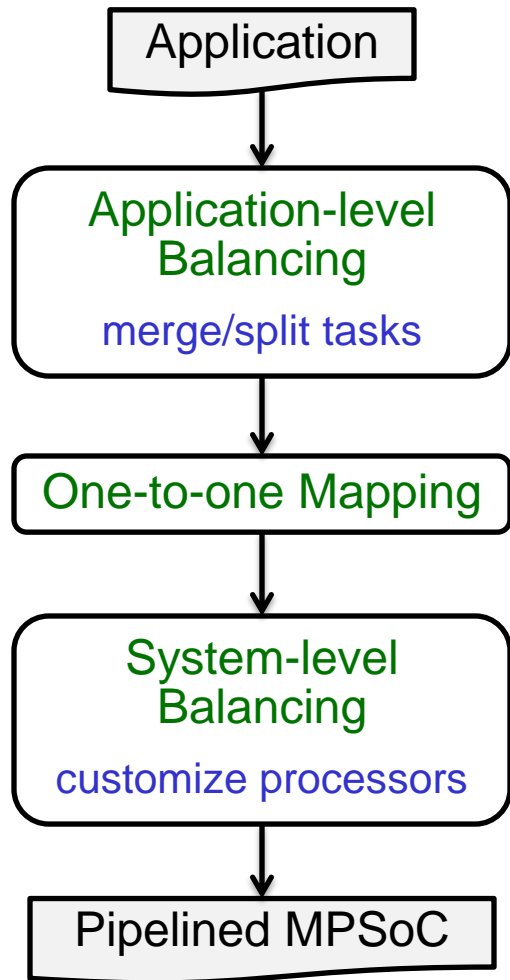 Application
Application-level
Balancing
merge/split tasks
One-to-one Mapping
System-level
Balancing
customize processors
Pipelined MPSoC